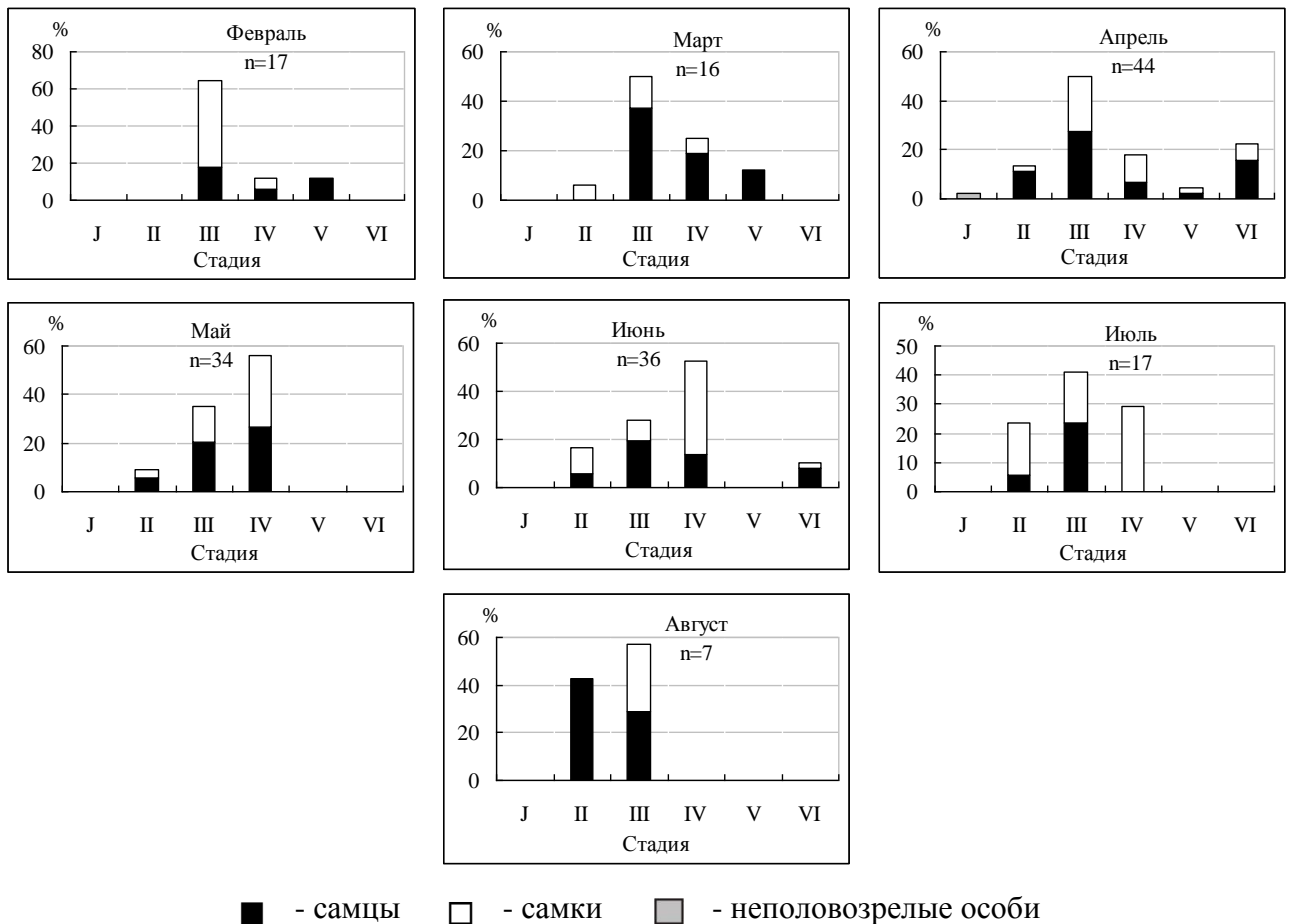 %
Февраль
n=17
80
60
40
20
0
J II III IV V VI
Стадия
%
Март
n=16
60
40
20
0
J II III IV V VI
Стадия
%
Апрель
n=44
60
40
20
0
J II III IV V VI
Стадия
%
Май
n=34
60
40
20
0
J II III IV V VI
Стадия
%
Июнь
n=36
60
40
20
0
J II III IV V VI
Стадия
%
Июль
n=17
50
40
30
20
10
0
J II III IV V VI
Стадия
%
Август
n=7
60
40
20
0
J II III IV V VI
Стадия
- самцы - самки - неполовозрелые особи